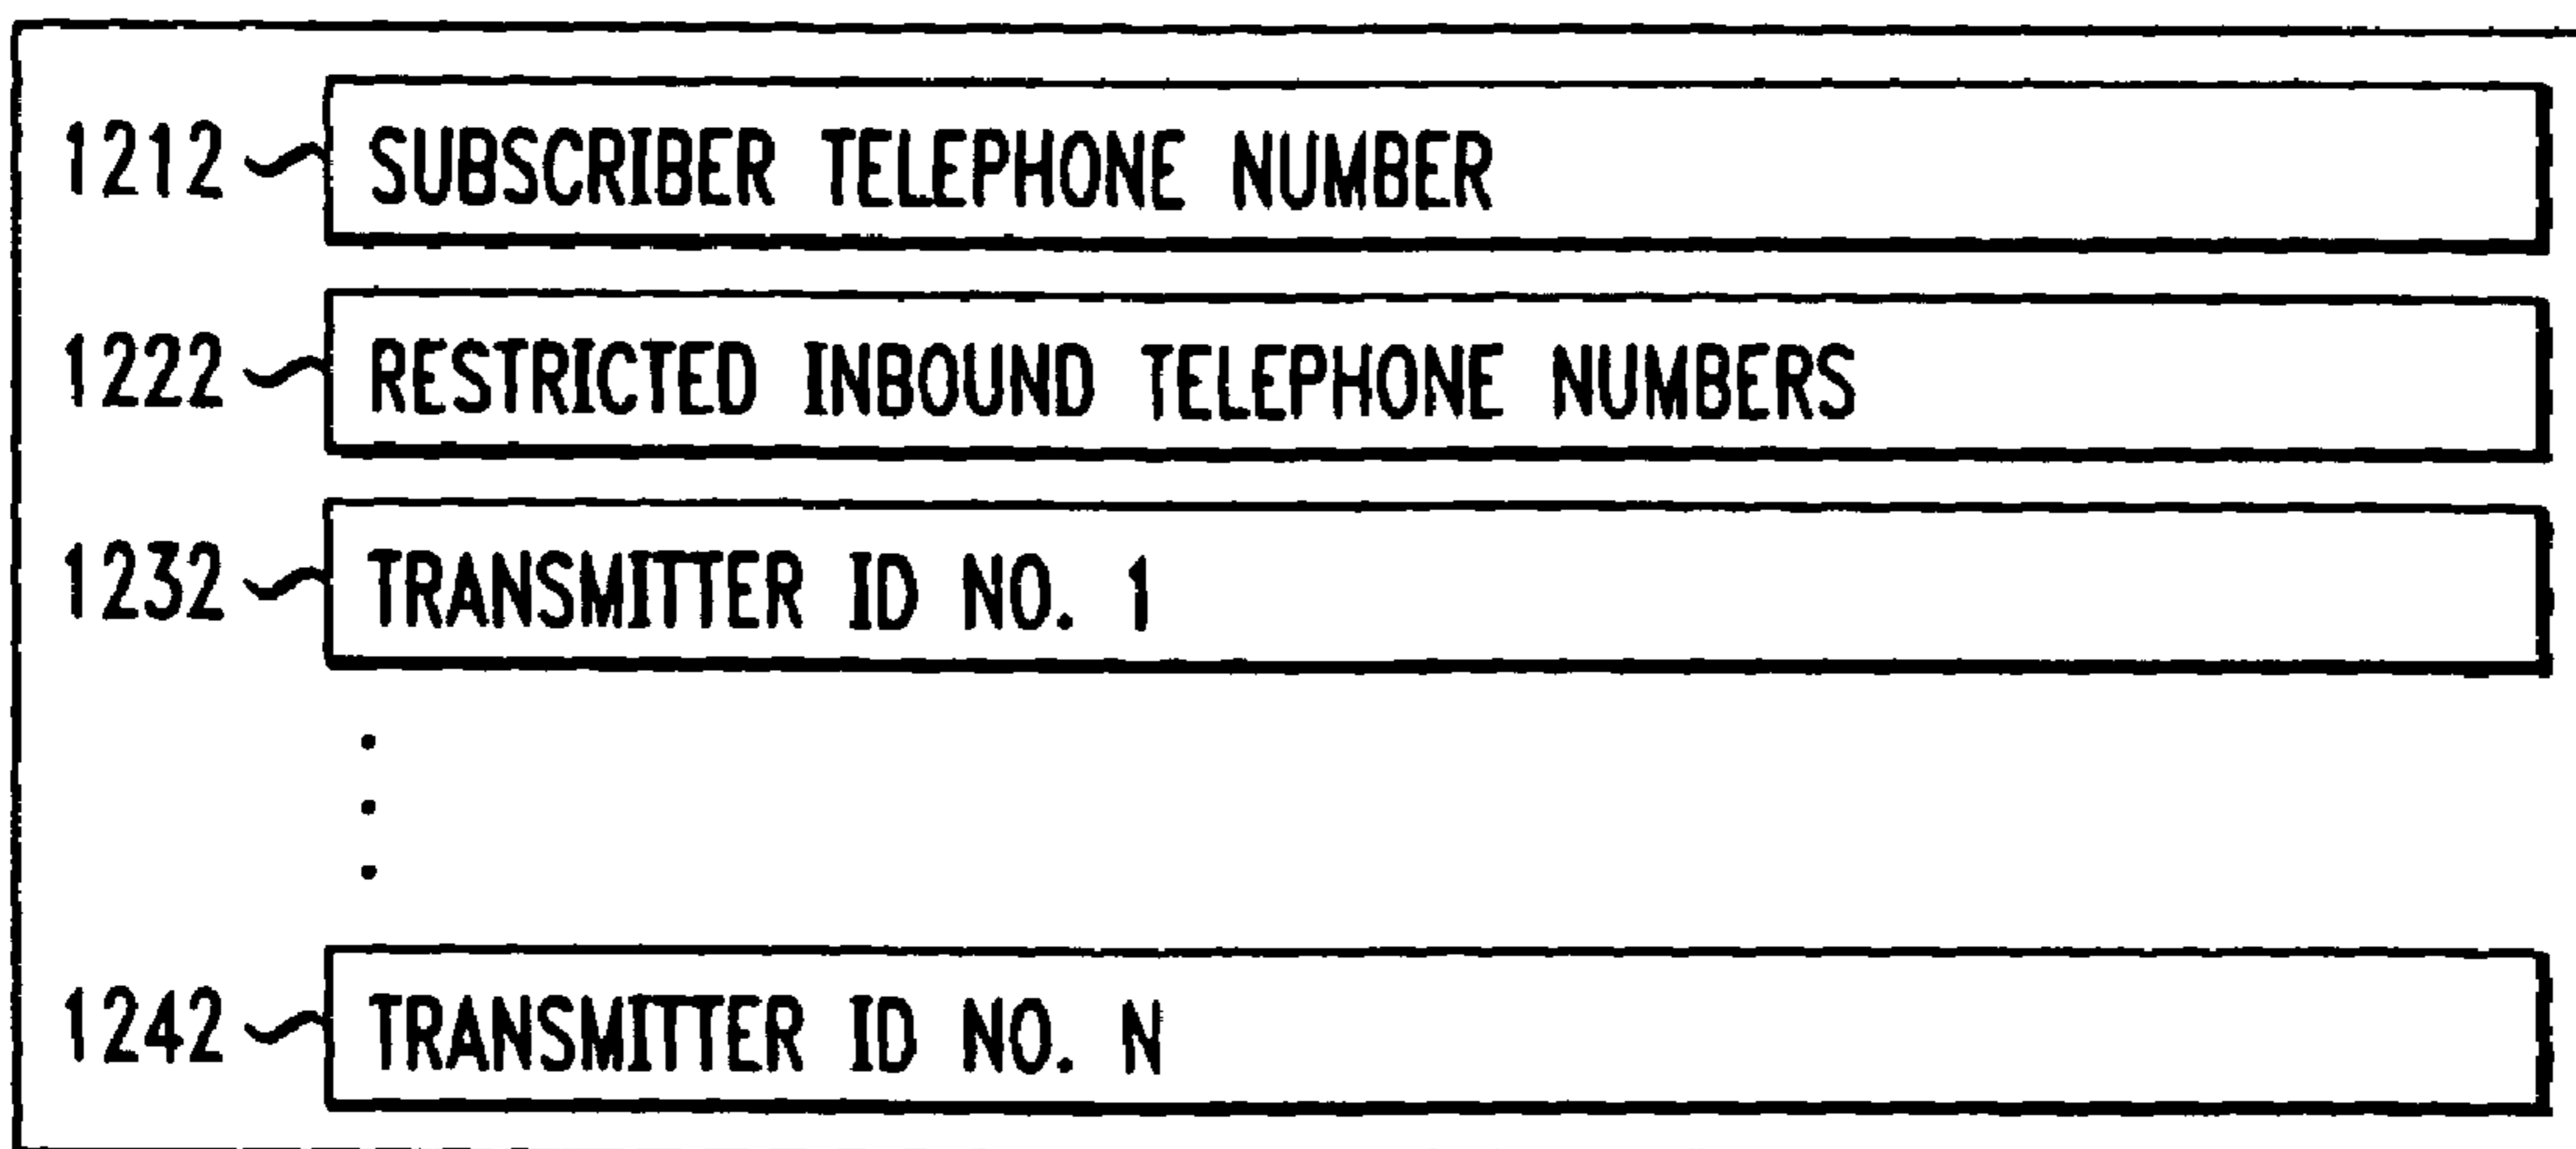 1212 SUBSCRIBER TELEPHONE NUMBER
1222 RESTRICTED INBOUND TELEPHONE NUMBERS
1232 TRANSMITTER ID NO. 1
1242 TRANSMITTER ID NO. N